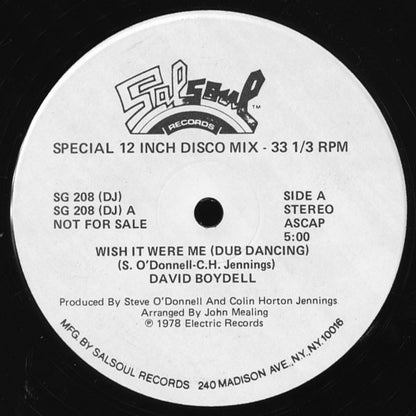 Salsoul
RECORDS
TM
SPECIAL 12 INCH DISCO MIX - 33 1/3 RPM
SG 208 (DJ)
SG 208 (DJ) A
NOT FOR SALE
SIDE A
STEREO
ASCAP
5:00
WISH IT WERE ME (DUB DANCING)
(S. O'Donnell-C.H. Jennings)
DAVID BOYDELL
Produced By Steve O'Donnell And Colin Horton Jennings
Arranged By John Mealing
℗ 1978 Electric Records
MFG. BY SALSOUL RECORDS 240 MADISON AVE., N.Y., N.Y. 10016